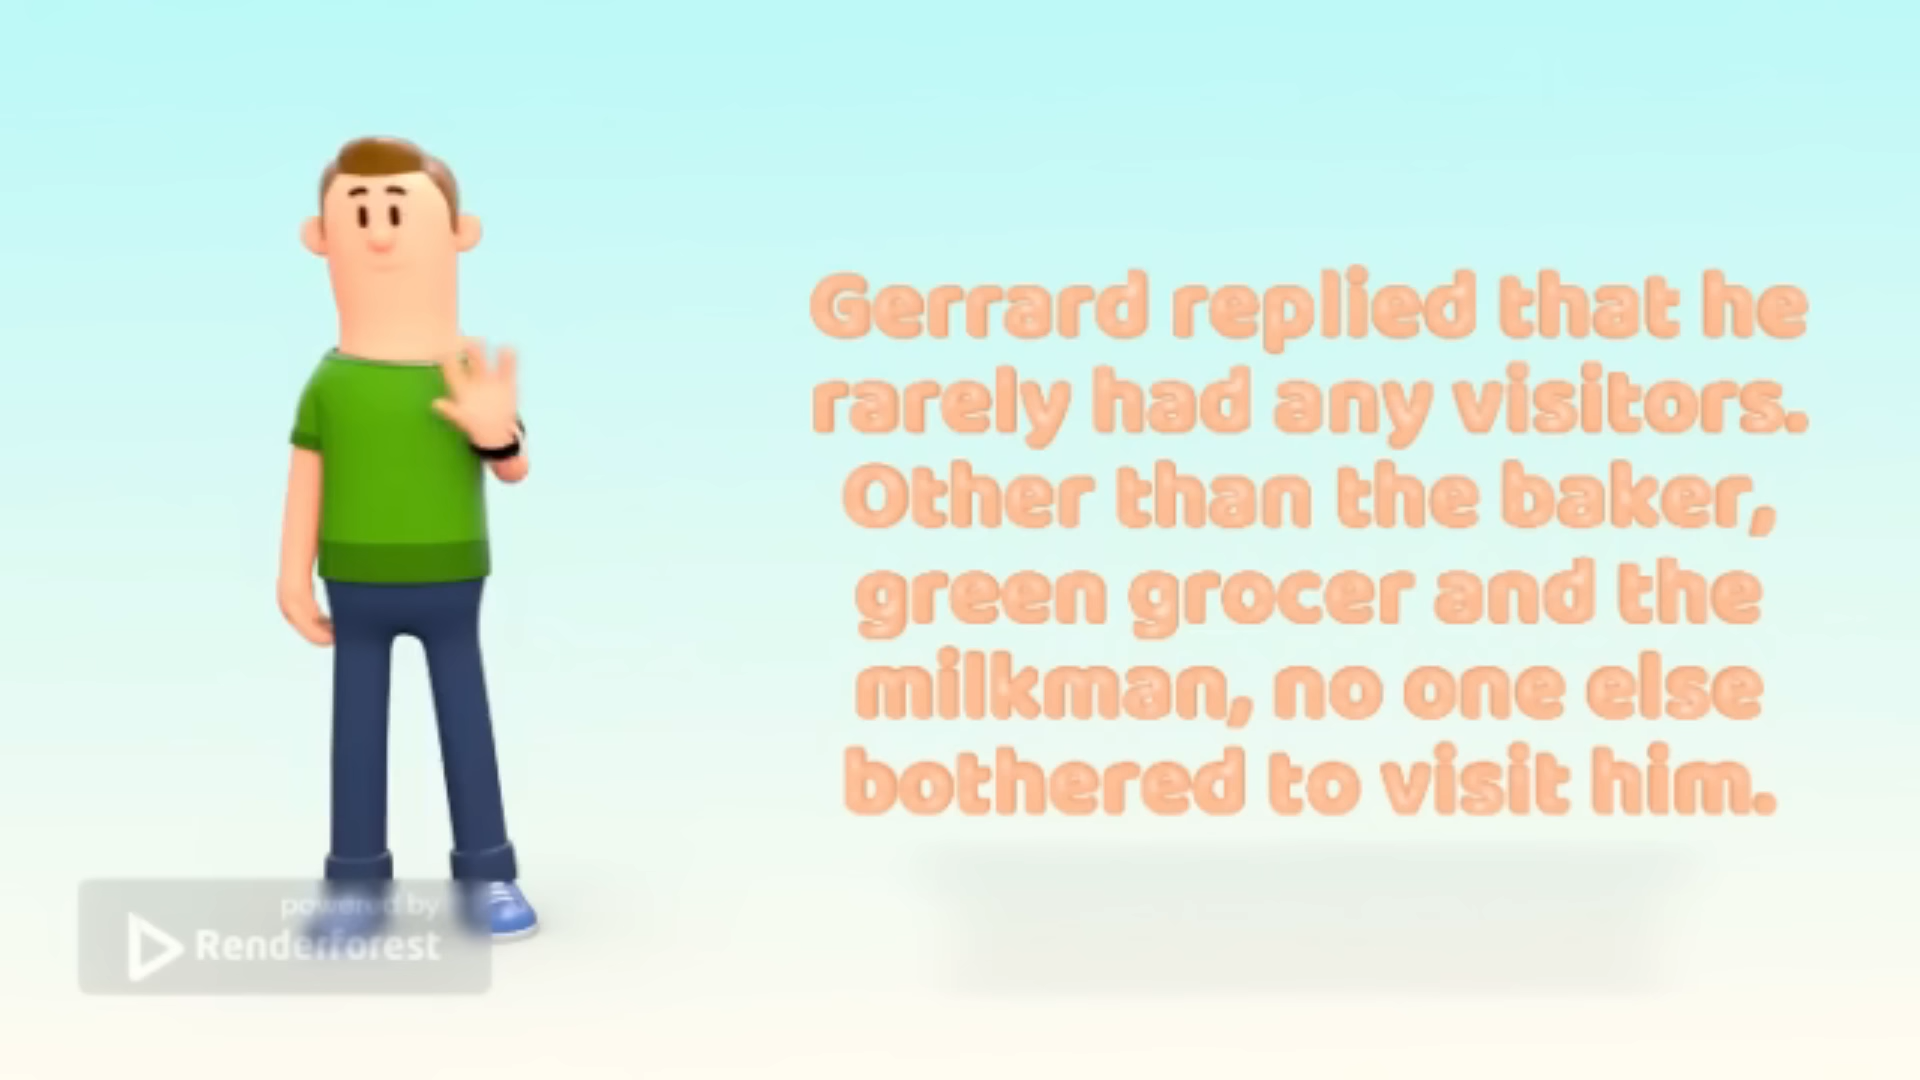 Gerrard replied that he
rarely had any visitors.
Other than the baker,
green grocer and the
milkman, no one else
bothered to visit him.
powered by
Renderforest